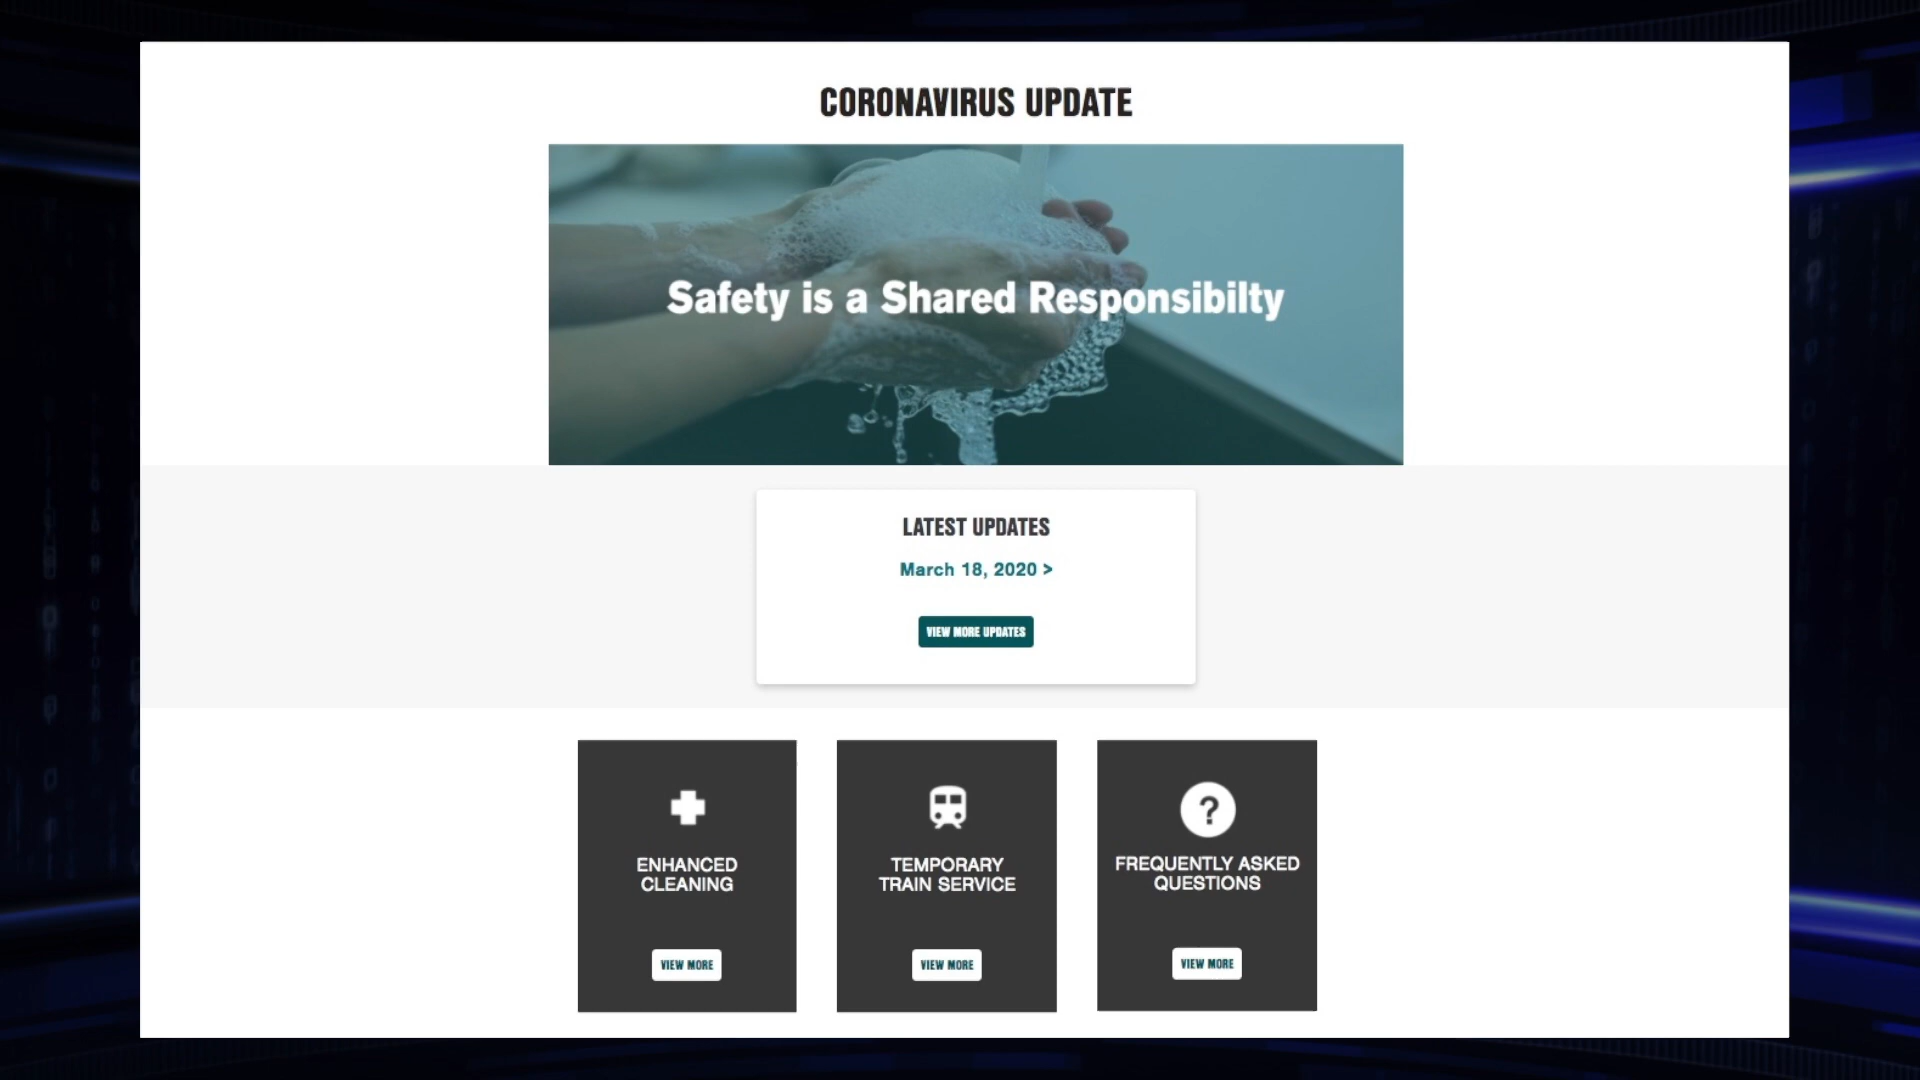 CORONAVIRUS UPDATE
Safety is a Shared Responsibilty
LATEST UPDATES
March 18, 2020 >
VIEW MORE UPDATES
ENHANCED
CLEANING
VIEW MORE
TEMPORARY
TRAIN SERVICE
VIEW MORE
?
FREQUENTLY ASKED
QUESTIONS
VIEW MORE